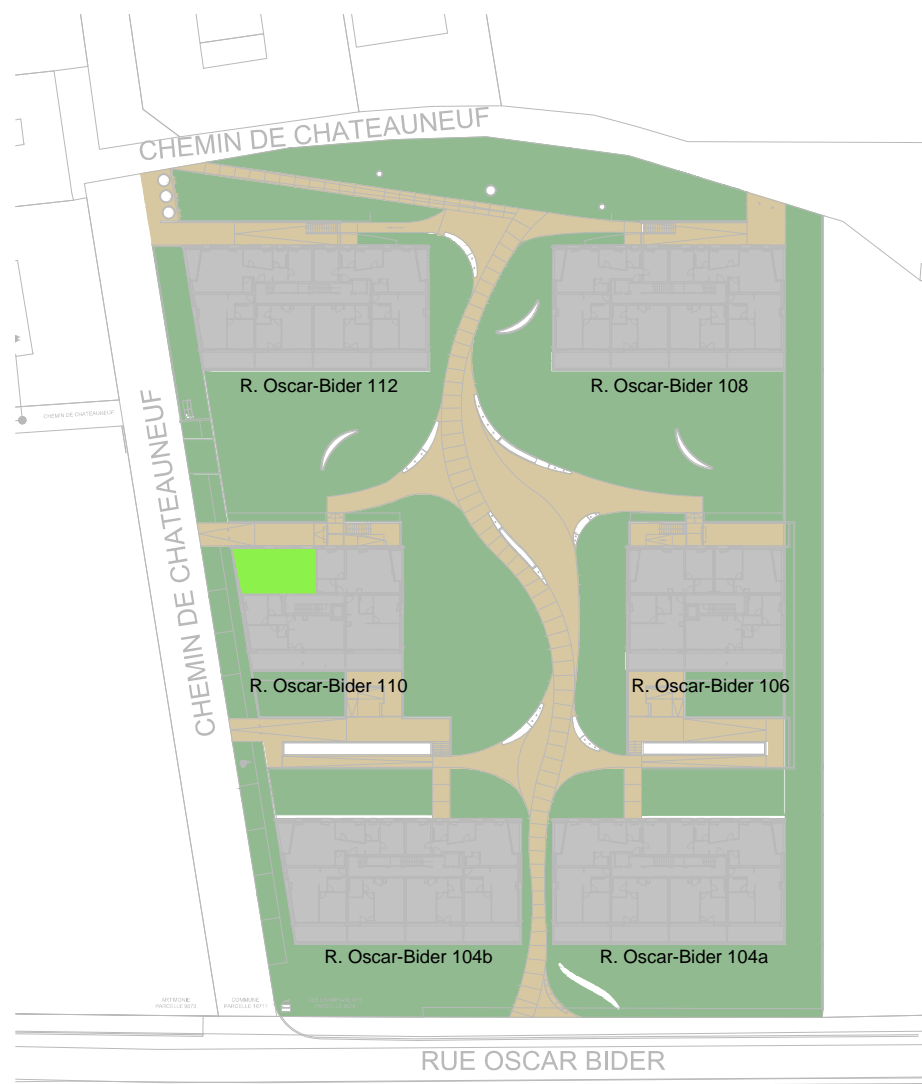 CHEMIN DE CHATEAUNEUF
R. Oscar-Bider 112
R. Oscar-Bider 108
CHEMIN DE CHATEAUNEUF
CHEMIN DE CHATEAUNEUF
R. Oscar-Bider 110
R. Oscar-Bider 106
R. Oscar-Bider 104b
R. Oscar-Bider 104a
COMMUNE
RUE OSCAR BIDER